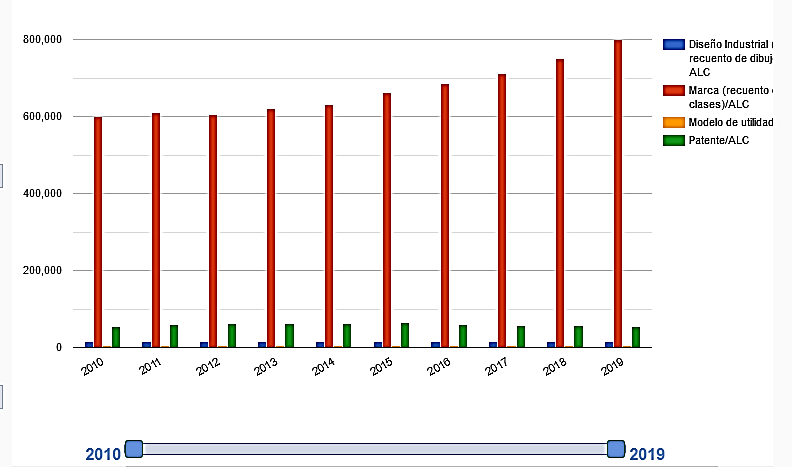 800,000
600,000
400,000
200,000
0
2010
2011
2012
2013
2014
2015
2016
2017
2018
2019
Diseño Industrial
recuento de
ALC
Marca (recuento
clases)/ALC
Modelo de utilidad
Patente/ALC
2010
2019